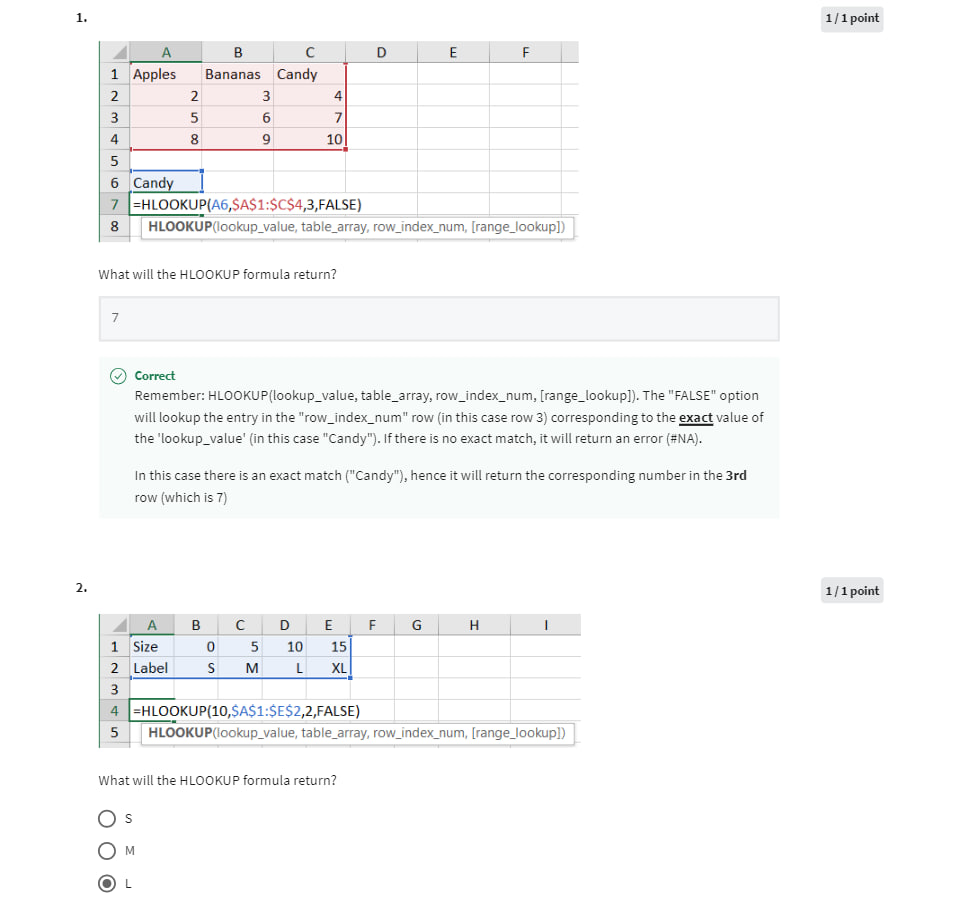 1.
1 / 1 point
A B C D E F
1 Apples Bananas Candy
2 2 3 4
3 5 6 7
4 8 9 10
5
6 Candy
7 =HLOOKUP(A6,$A$1:$C$4,3,FALSE)
8 HLOOKUP(lookup_value, table_array, row_index_num, [range_lookup])
What will the HLOOKUP formula return?
7
Correct
Remember: HLOOKUP(lookup_value, table_array, row_index_num, [range_lookup]). The "FALSE" option
will lookup the entry in the "row_index_num" row (in this case row 3) corresponding to the exact value of
the 'lookup_value' (in this case "Candy"). If there is no exact match, it will return an error (#NA).
In this case there is an exact match ("Candy"), hence it will return the corresponding number in the 3rd
row (which is 7)
2.
1 / 1 point
A B C D E F G H I
1 Size 0 5 10 15
2 Label S M L XL
3
4 =HLOOKUP(10,$A$1:$E$2,2,FALSE)
5 HLOOKUP(lookup_value, table_array, row_index_num, [range_lookup])
What will the HLOOKUP formula return?
S
M
L